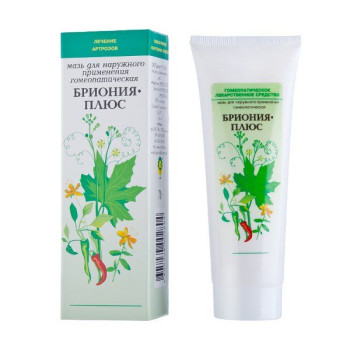 ЛЕЧЕНИЕ
АРТРОЗОВ
мазь для наружного
применения
гомеопатическая
БРИОНИЯ•
ПЛЮС
ГОМЕОПАТИЧЕСКОЕ
ЛЕКАРСТВЕННОЕ СРЕДСТВО
мазь для наружного применения
гомеопатическая
БРИОНИЯ•
ПЛЮС